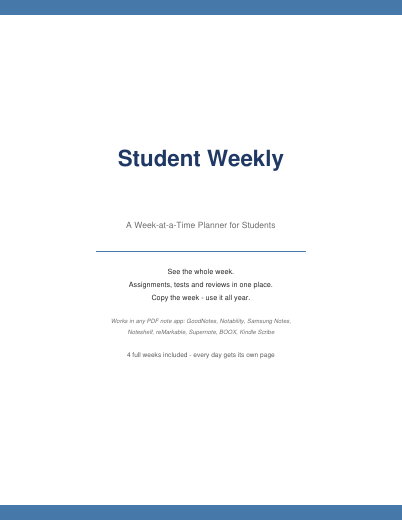 Student Weekly
A Week-at-a-Time Planner for Students
See the whole week.
Assignments, tests and reviews in one place.
Copy the week - use it all year.
Works in any PDF note app: GoodNotes, Notability, Samsung Notes,
Noteshelf, reMarkable, Supernote, BOOX, Kindle Scribe
4 full weeks included - every day gets its own page